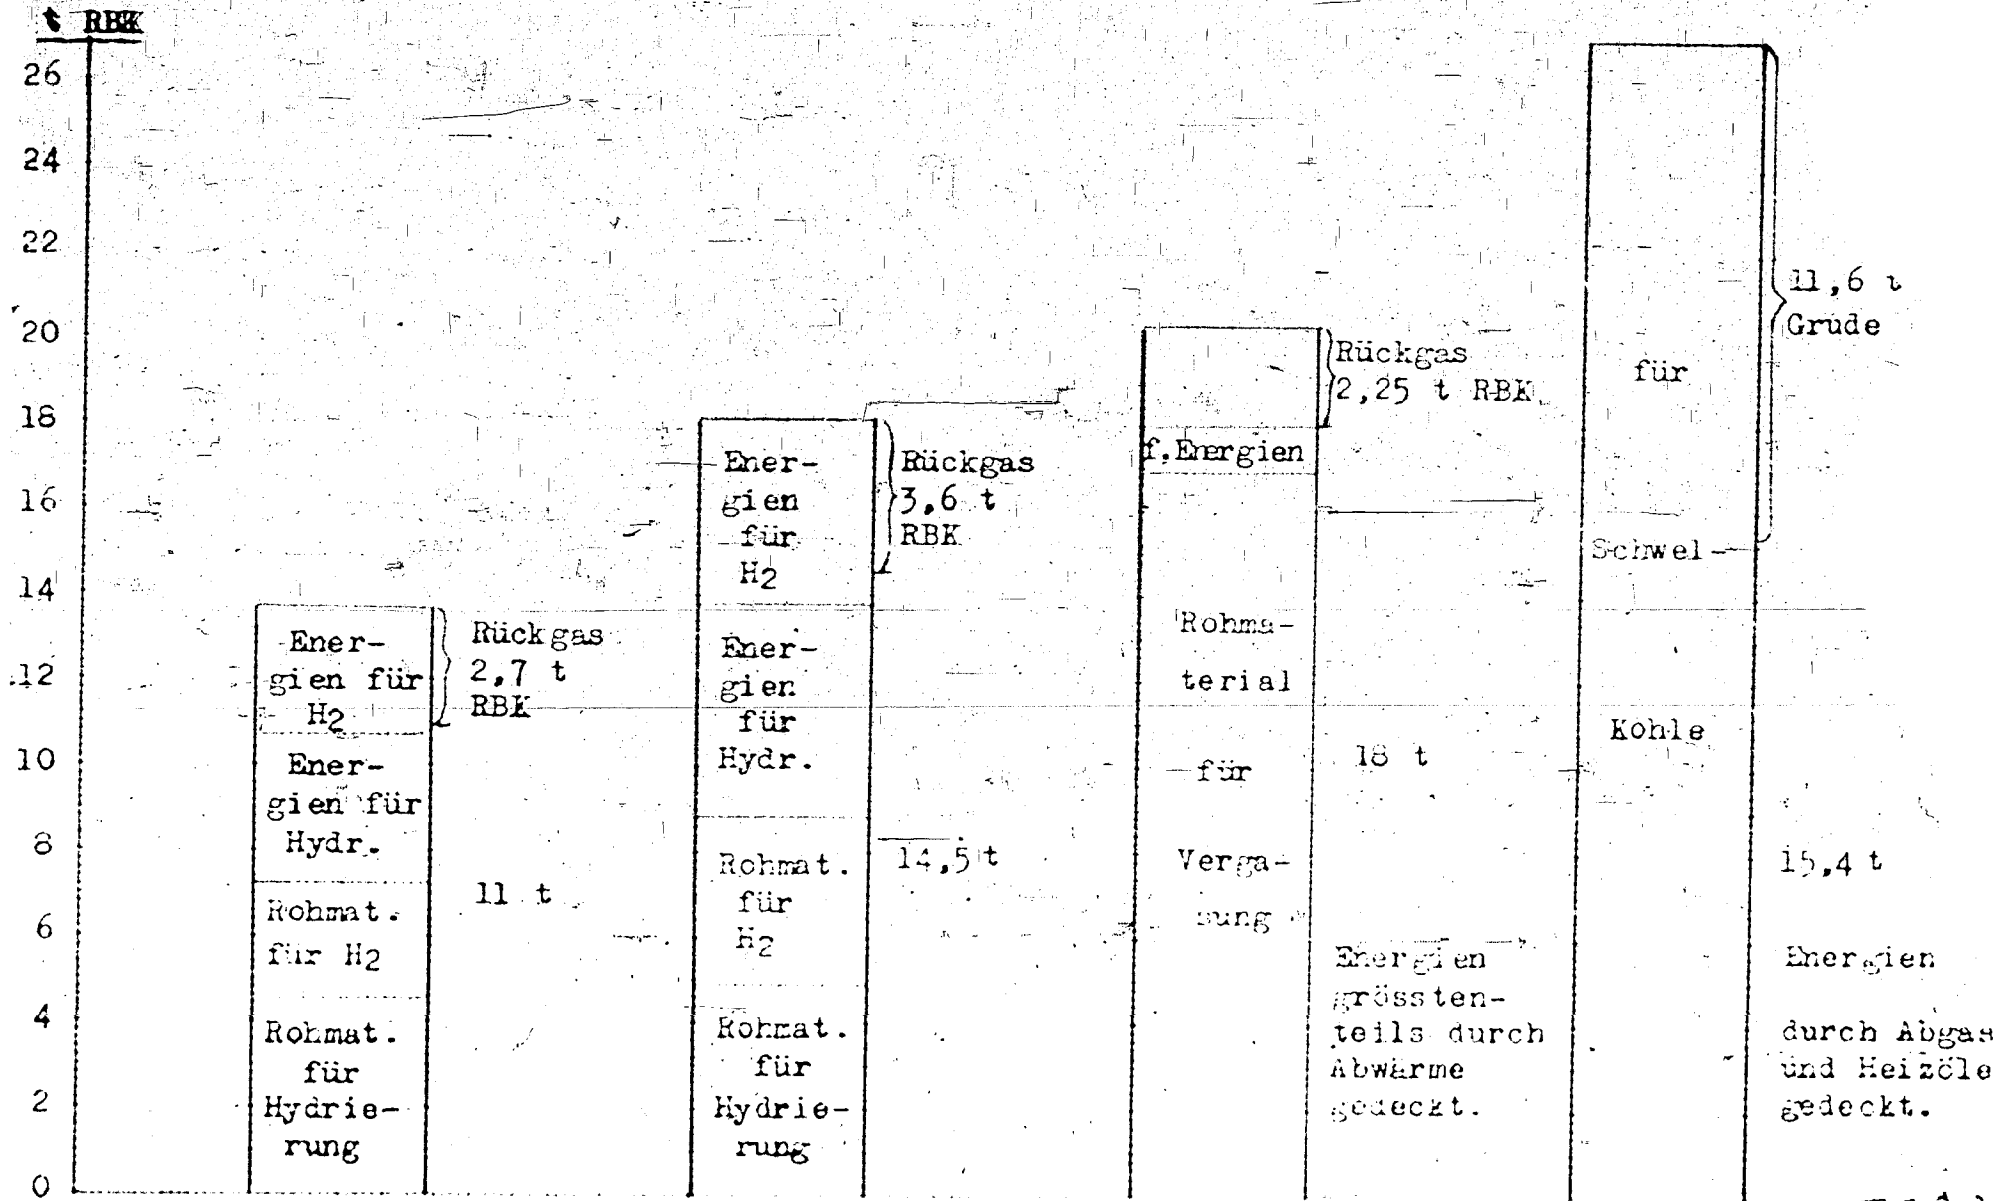 t RBK
26
24
22
20
18
16
14
12
10
8
6
4
2
0
Ener-
gien für
H2
Ener-
gien für
Hydr.
Rohmat.
für H2
Rohmat.
für
Hydrie-
rung
Rückgas
2,7 t
RBK
11 t
Ener-
gien
für
H2
Ener-
gien
für
Hydr.
Rohmat.
für
H2
Rohmat.
für
Hydrie-
rung
Rückgas
3,6 t
RBK
14,5 t
f.Energien
Rohma-
terial
für
Verga-
sung
Rückgas
2,25 t RBK
18 t
Energien
grössten-
teils durch
Abwärme
gedeckt.
für
Schwel-
Kohle
11,6 t
Grude
15,4 t
Energien
durch Abgas
und Heizöle
gedeckt.